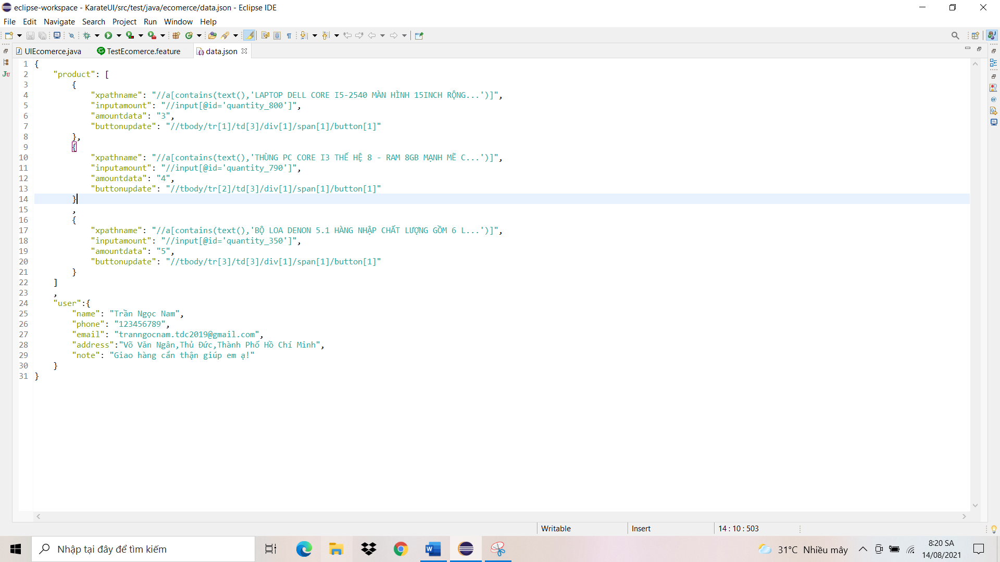 eclipse-workspace - KarateUI/src/test/java/ecomerce/data.json - Eclipse IDE
File Edit Navigate Search Project Run Window Help
UIEcomerce.java TestEcomerce.feature data.json
1 {
2 "product": [
3 {
4 "xpathname": "//a[contains(text(),'LAPTOP DELL CORE I5-2540 MÀN HÌNH 15INCH RỘNG...')]",
5 "inputamount": "//input[@id='quantity_800']",
6 "amountdata": "3",
7 "buttonupdate": "//tbody/tr[1]/td[3]/div[1]/span[1]/button[1]"
8 },
9 {
10 "xpathname": "//a[contains(text(),'THÙNG PC CORE I3 THẾ HỆ 8 - RAM 8GB MẠNH MẼ C...')]",
11 "inputamount": "//input[@id='quantity_790']",
12 "amountdata": "4",
13 "buttonupdate": "//tbody/tr[2]/td[3]/div[1]/span[1]/button[1]"
14 }
15 ,
16 {
17 "xpathname": "//a[contains(text(),'BỘ LOA DENON 5.1 HÀNG NHẬP CHẤT LƯỢNG GỒM 6 L...')]",
18 "inputamount": "//input[@id='quantity_350']",
19 "amountdata": "5",
20 "buttonupdate": "//tbody/tr[3]/td[3]/div[1]/span[1]/button[1]"
21 }
22 ]
23 ,
24 "user":{
25 "name": "Trần Ngọc Nam",
26 "phone": "123456789",
27 "email": "tranngocnam.tdc2019@gmail.com",
28 "address":"Võ Văn Ngân,Thủ Đức,Thành Phố Hồ Chí Minh",
29 "note": "Giao hàng cẩn thận giúp em ạ!"
30 }
31 }
Writable Insert 14 : 10 : 503
Nhập tại đây để tìm kiếm
31°C Nhiều mây
8:20 SA
14/08/2021